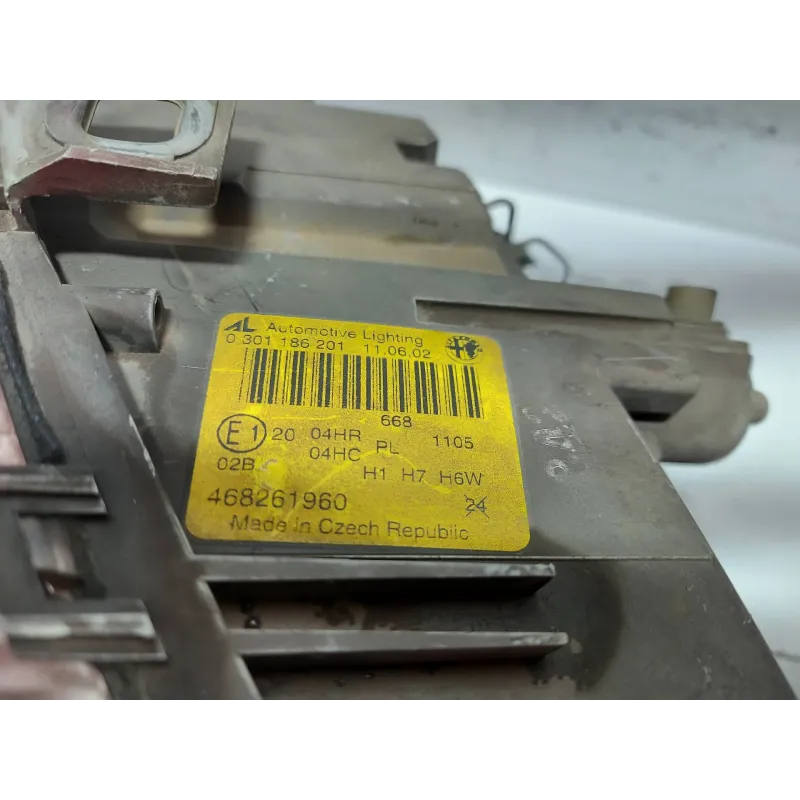 AL Automotive Lighting
0 301 186 201 11.06.02
668
E1 20 04HR PL 1105
02B 04HC
H1 H7 H6W
468261960 24
Made in Czech Republic